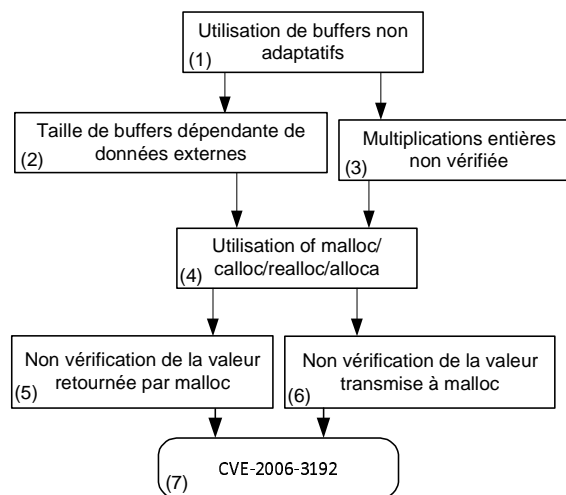 Utilisation de buffers non
adaptatifs
(1)
Taille de buffers dépendante de
données externes
(2)
Multiplications entières
non vérifiée
(3)
Utilisation of malloc/
calloc/realloc/alloca
(4)
Non vérification de la valeur
retournée par malloc
(5)
Non vérification de la valeur
transmise à malloc
(6)
CVE-2006-3192
(7)